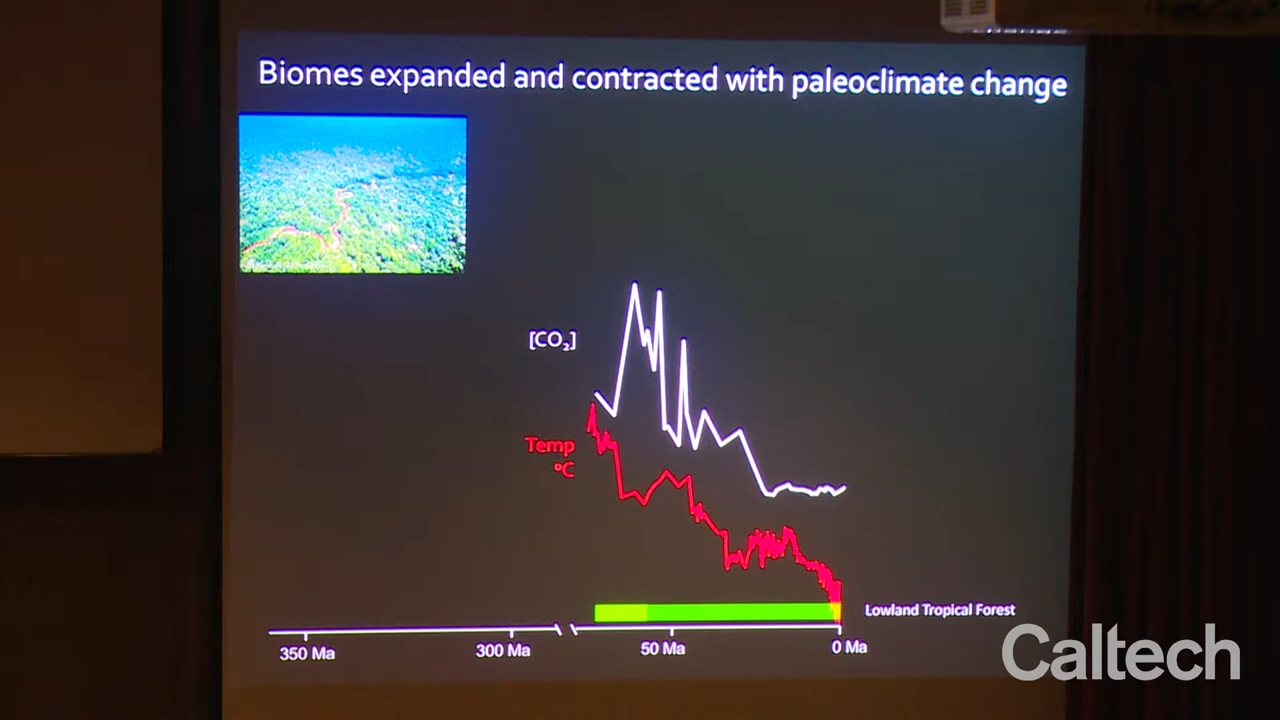 Biomes expanded and contracted with paleoclimate change
[CO₂]
Temp
°C
Lowland Tropical Forest
350 Ma
300 Ma
50 Ma
0 Ma
Caltech